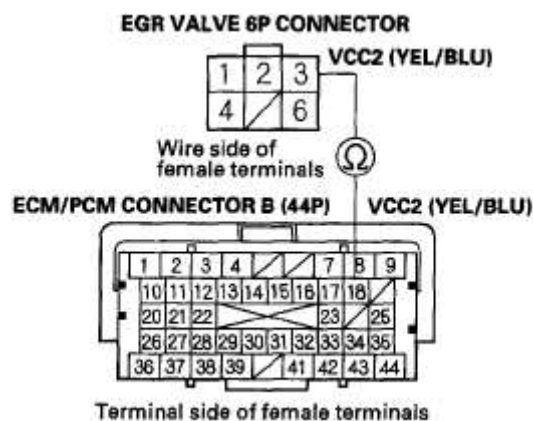 EGR VALVE 6P CONNECTOR
VCC2 (YEL/BLU)
1 2 3
4 6
Wire side of
female terminals
Ω
ECM/PCM CONNECTOR B (44P) VCC2 (YEL/BLU)
1 2 3 4 7 8 9
10 11 12 13 14 15 16 17 18
20 21 22 23 25
26 27 28 29 30 31 32 33 34 35
36 37 38 39 41 42 43 44
Terminal side of female terminals